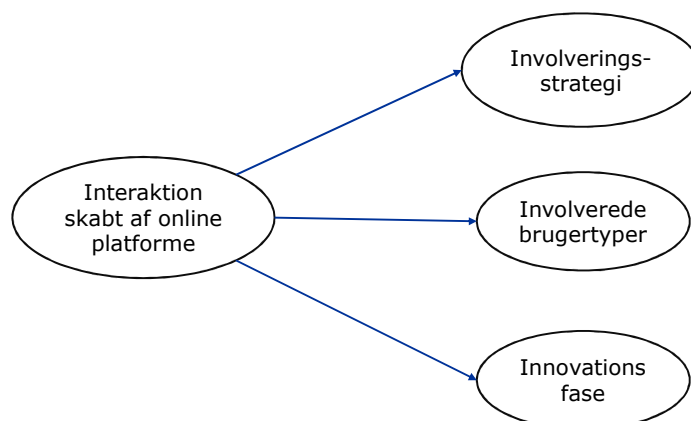 Involverings-
strategi
Interaktion
skabt af online
platforme
Involverede
brugertyper
Innovations
fase